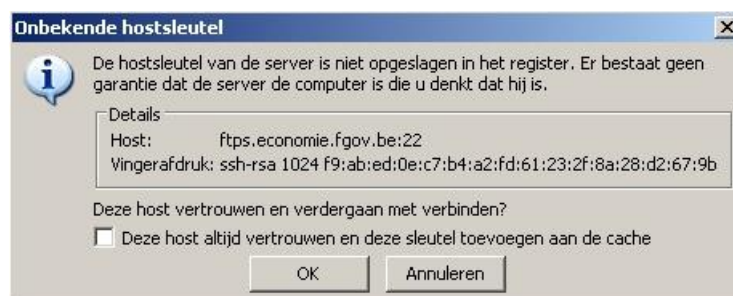 Onbekende hostsleutel
De hostsleutel van de server is niet opgeslagen in het register. Er bestaat geen
garantie dat de server de computer is die u denkt dat hij is.
Details
Host: ftps.economie.fgov.be:22
Vingerafdruk: ssh-rsa 1024 f9:ab:ed:0e:c7:b4:a2:fd:61:23:2f:8a:28:d2:67:9b
Deze host vertrouwen en verdergaan met verbinden?
Deze host altijd vertrouwen en deze sleutel toevoegen aan de cache
OK Annuleren